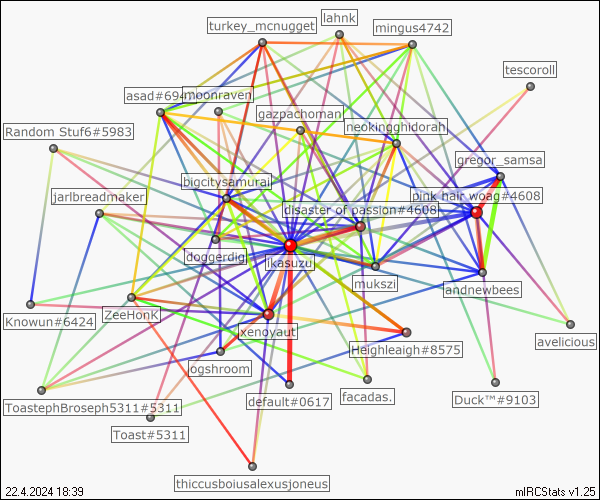 lahnk
turkey_mcnugget
mingus4742
tescoroll
moonraven
gazpachoman
neokingghidorah
Random Stuf6#5983
gregor_samsa
bigcitysamurai
jarlbreadmaker
pink hair woag#4608
disaster of passion#4608
doggerdig
ikasuzu
mukszi
andnewbees
ZeeHonk
Knowun#6424
xenoyaut
avelicious
Heighleaigh#8575
ogshroom
facadas.
default#0617
Duck™#9103
ToastephBroseph5311#5311
Toast#5311
thiccusboiusalexusjoneus
22.4.2024 18:39
mIRCStats v1.25